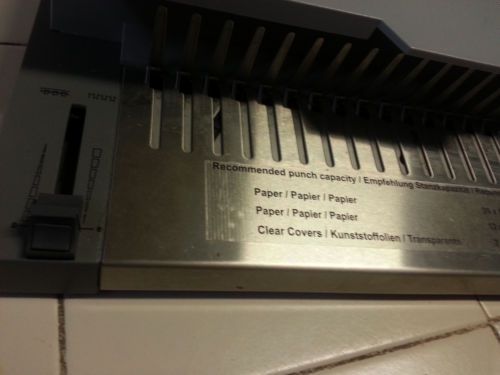 Recommended punch capacity / Empfehlung Stanzkapazität /
Paper / Papier / Papier
Paper / Papier / Papier
Clear Covers / Kunststoffolien / Transparents